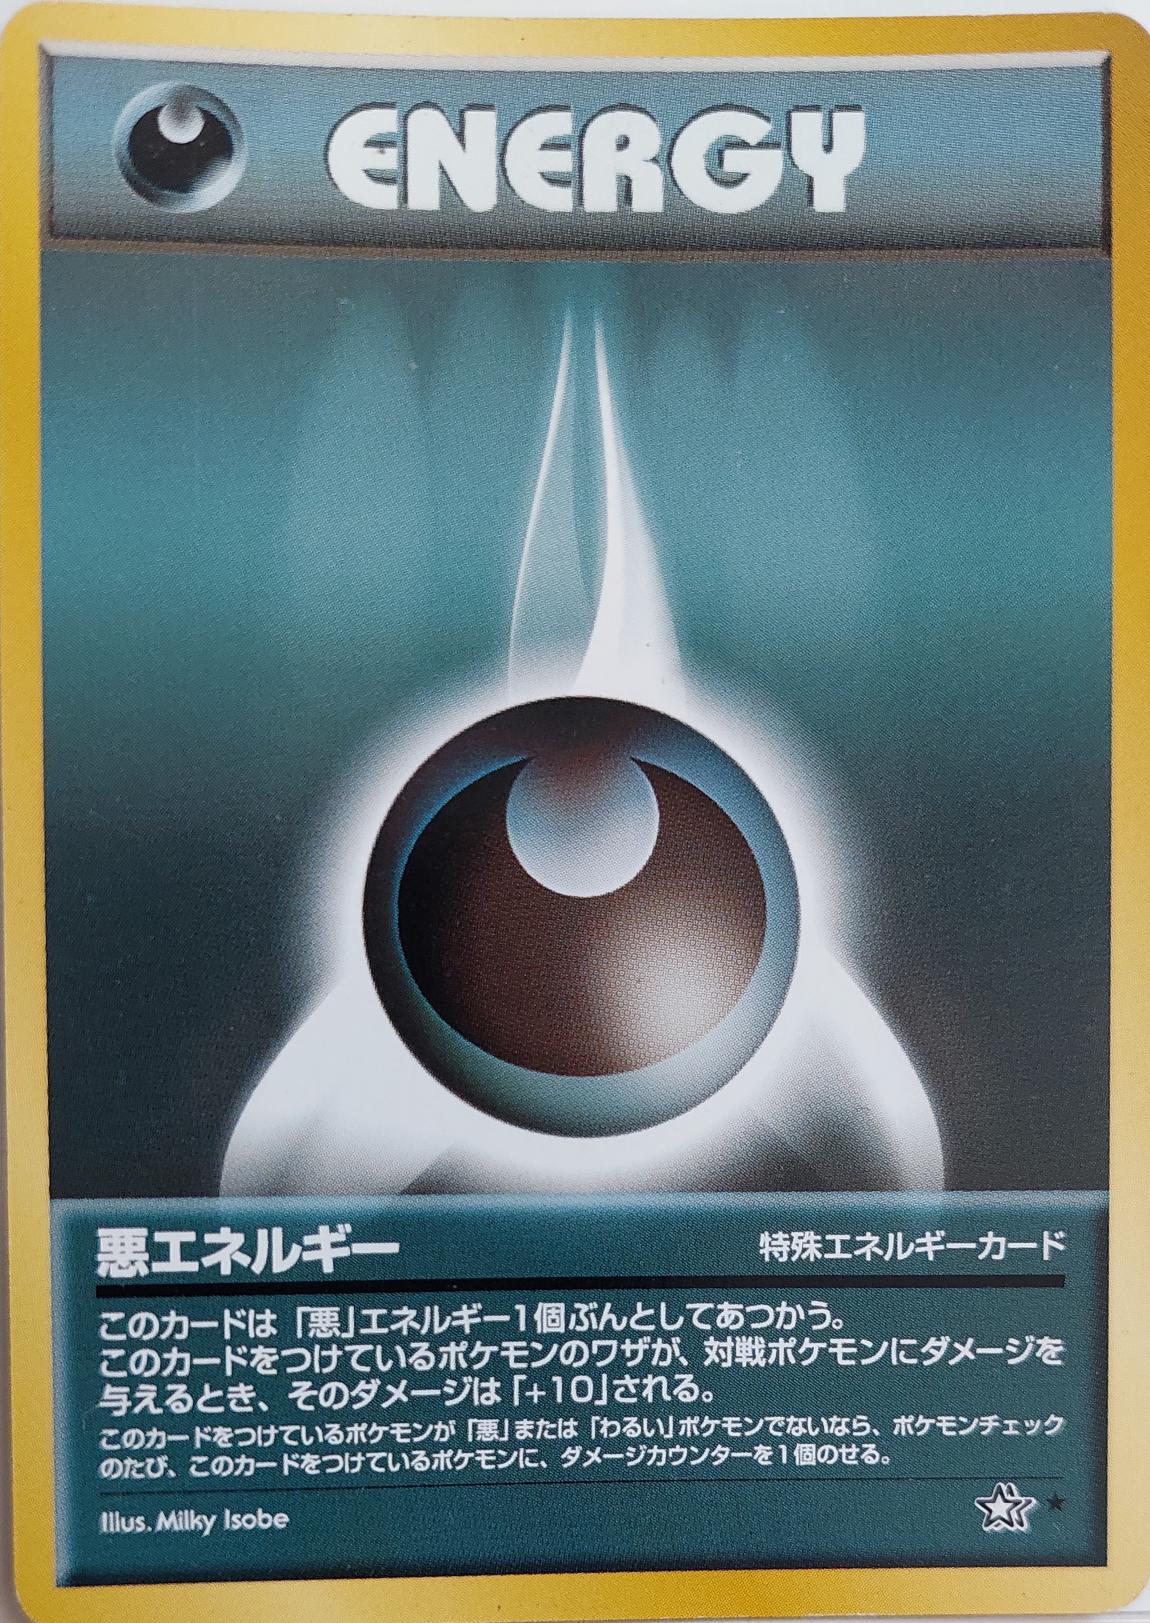 ENERGY
悪エネルギー
特殊エネルギーカード
このカードは「悪」エネルギー1個ぶんとしてあつかう。
このカードをつけているポケモンのワザが、対戦ポケモンにダメージを
与えるとき、そのダメージは「+10」される。
このカードをつけているポケモンが「悪」または「わるい」ポケモンでないなら、ポケモンチェック
のたび、このカードをつけているポケモンに、ダメージカウンターを1個のせる。
Illus. Milky Isobe